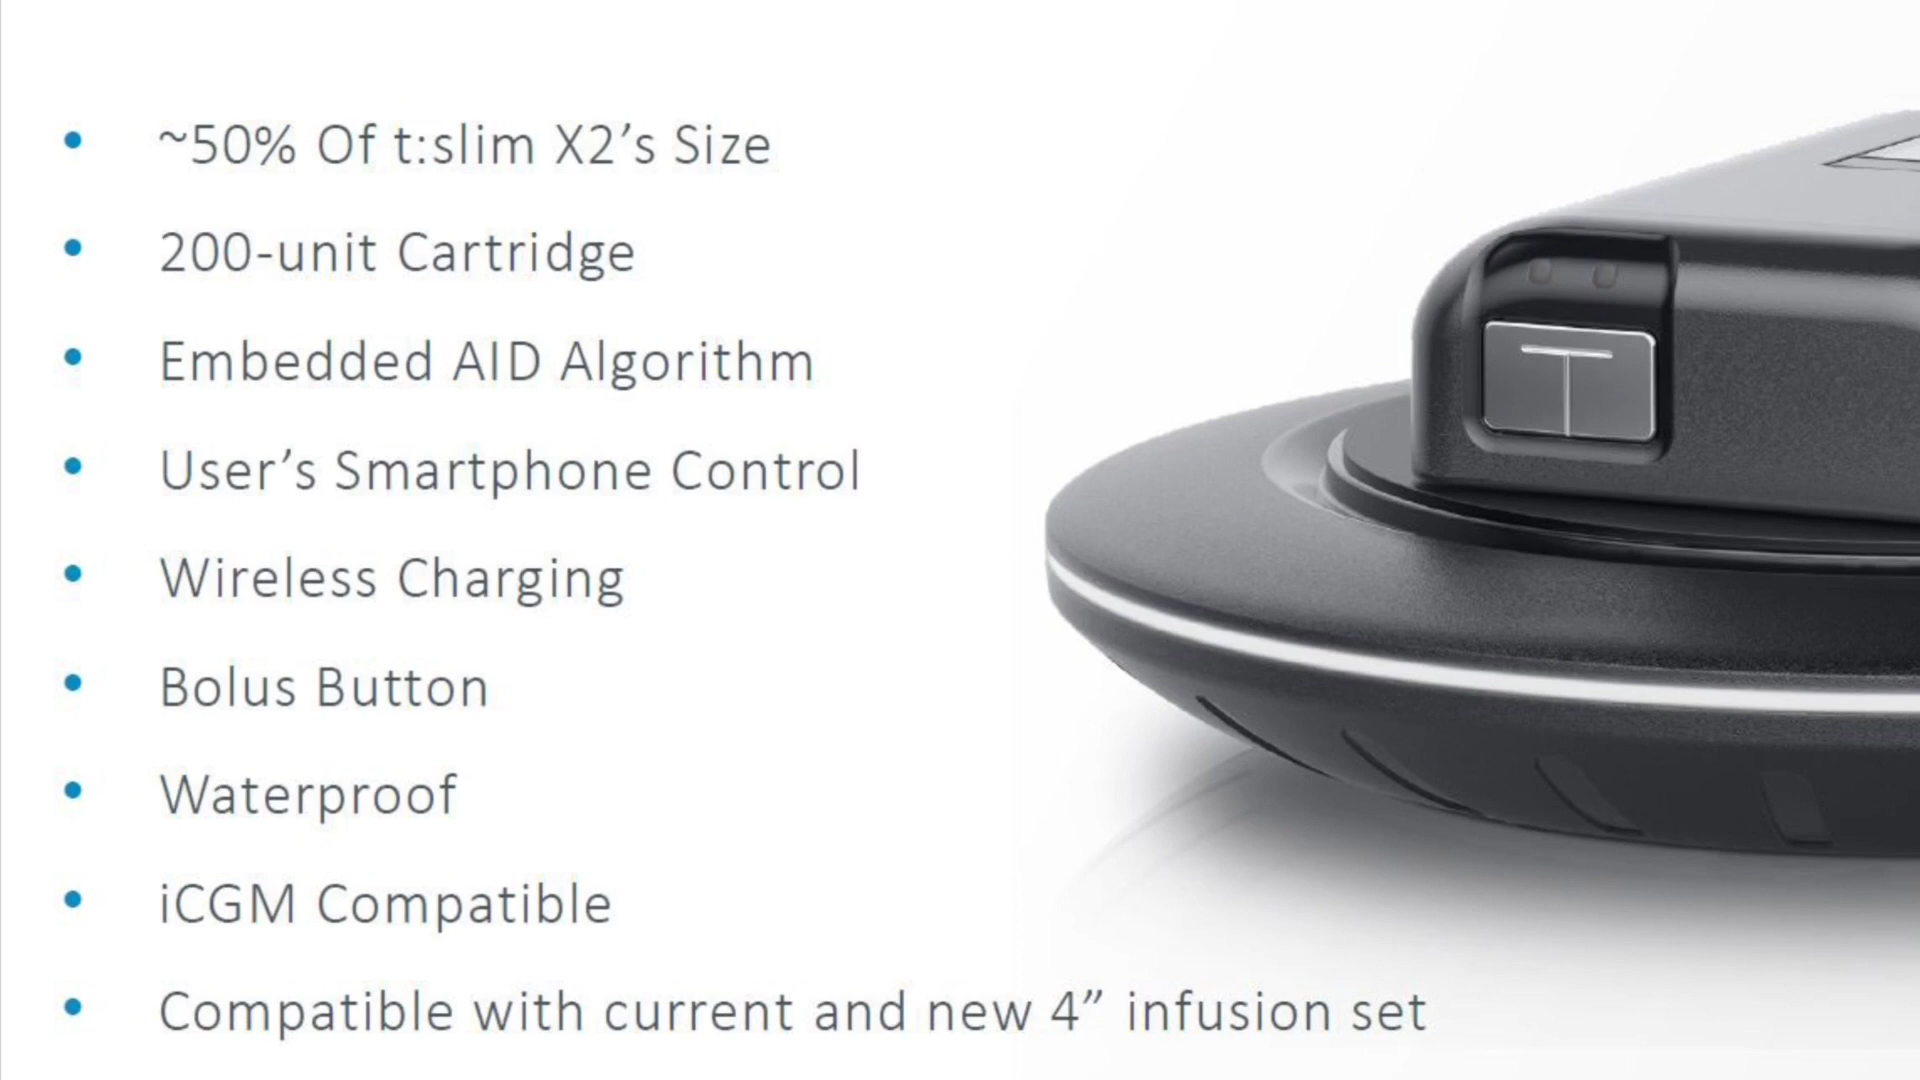 ~50% Of t:slim X2’s Size
200-unit Cartridge
Embedded AID Algorithm
User’s Smartphone Control
Wireless Charging
Bolus Button
Waterproof
iCGM Compatible
Compatible with current and new 4” infusion set